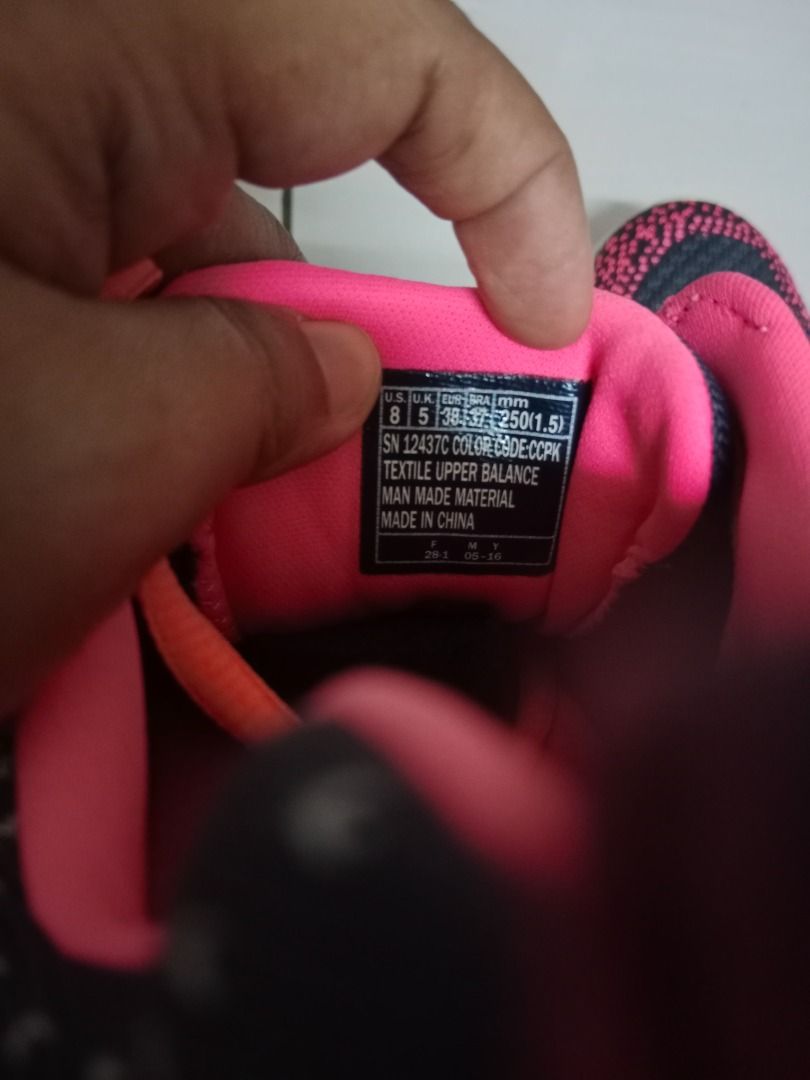 U.S. U.K. EUR BRA mm
8 5 38 37 250(1.5)
SN 12437C COLOR CODE:CCPK
TEXTILE UPPER BALANCE
MAN MADE MATERIAL
MADE IN CHINA
F M Y
28-1 05-16